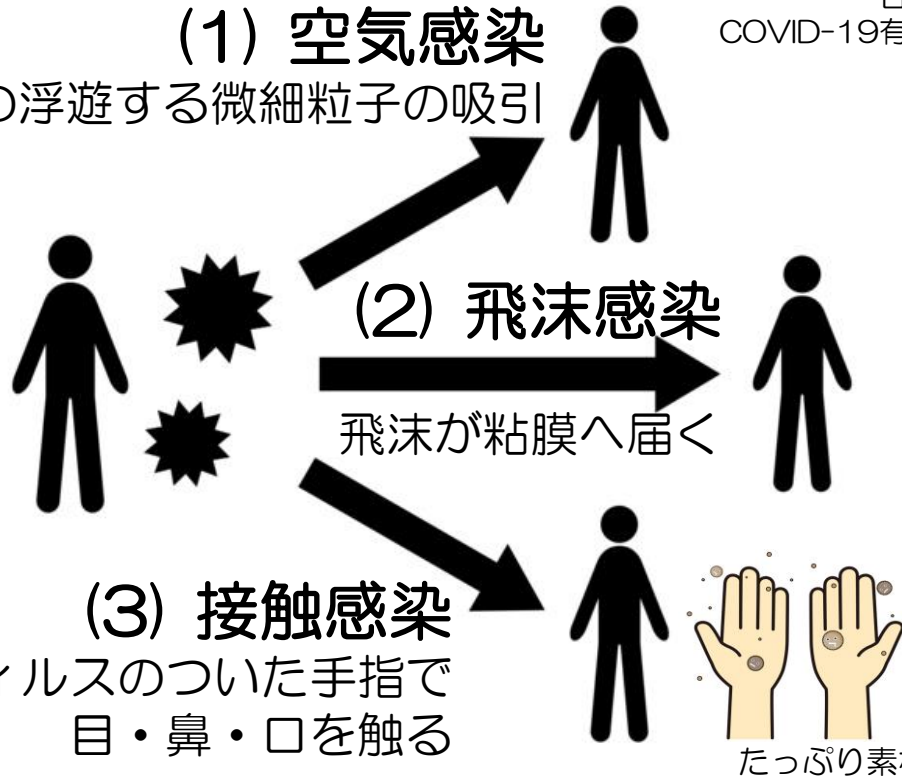 (1) 空気感染
の浮遊する微細粒子の吸引
COVID-19有
(2) 飛沫感染
飛沫が粘膜へ届く
(3) 接触感染
ィルスのついた手指で
目・鼻・口を触る
たっぷり素